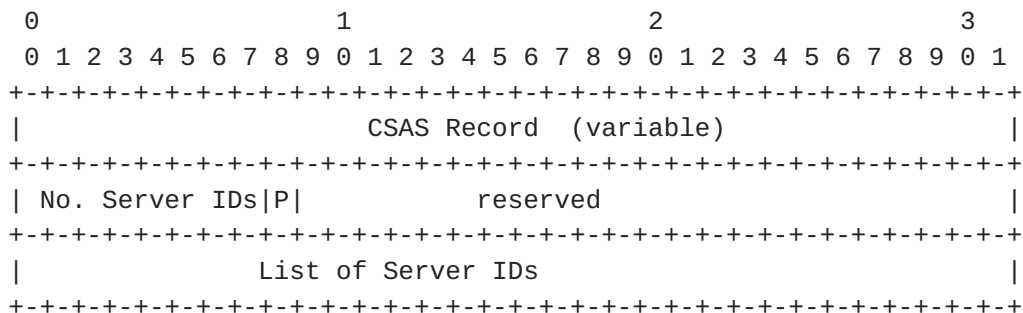 0                   1                   2                   3
 0 1 2 3 4 5 6 7 8 9 0 1 2 3 4 5 6 7 8 9 0 1 2 3 4 5 6 7 8 9 0 1
+-+-+-+-+-+-+-+-+-+-+-+-+-+-+-+-+-+-+-+-+-+-+-+-+-+-+-+-+-+-+-+-+
|                      CSAS Record  (variable)                  |
+-+-+-+-+-+-+-+-+-+-+-+-+-+-+-+-+-+-+-+-+-+-+-+-+-+-+-+-+-+-+-+-+
| No. Server IDs|P|           reserved                          |
+-+-+-+-+-+-+-+-+-+-+-+-+-+-+-+-+-+-+-+-+-+-+-+-+-+-+-+-+-+-+-+-+
|               List of Server IDs                              |
+-+-+-+-+-+-+-+-+-+-+-+-+-+-+-+-+-+-+-+-+-+-+-+-+-+-+-+-+-+-+-+-+